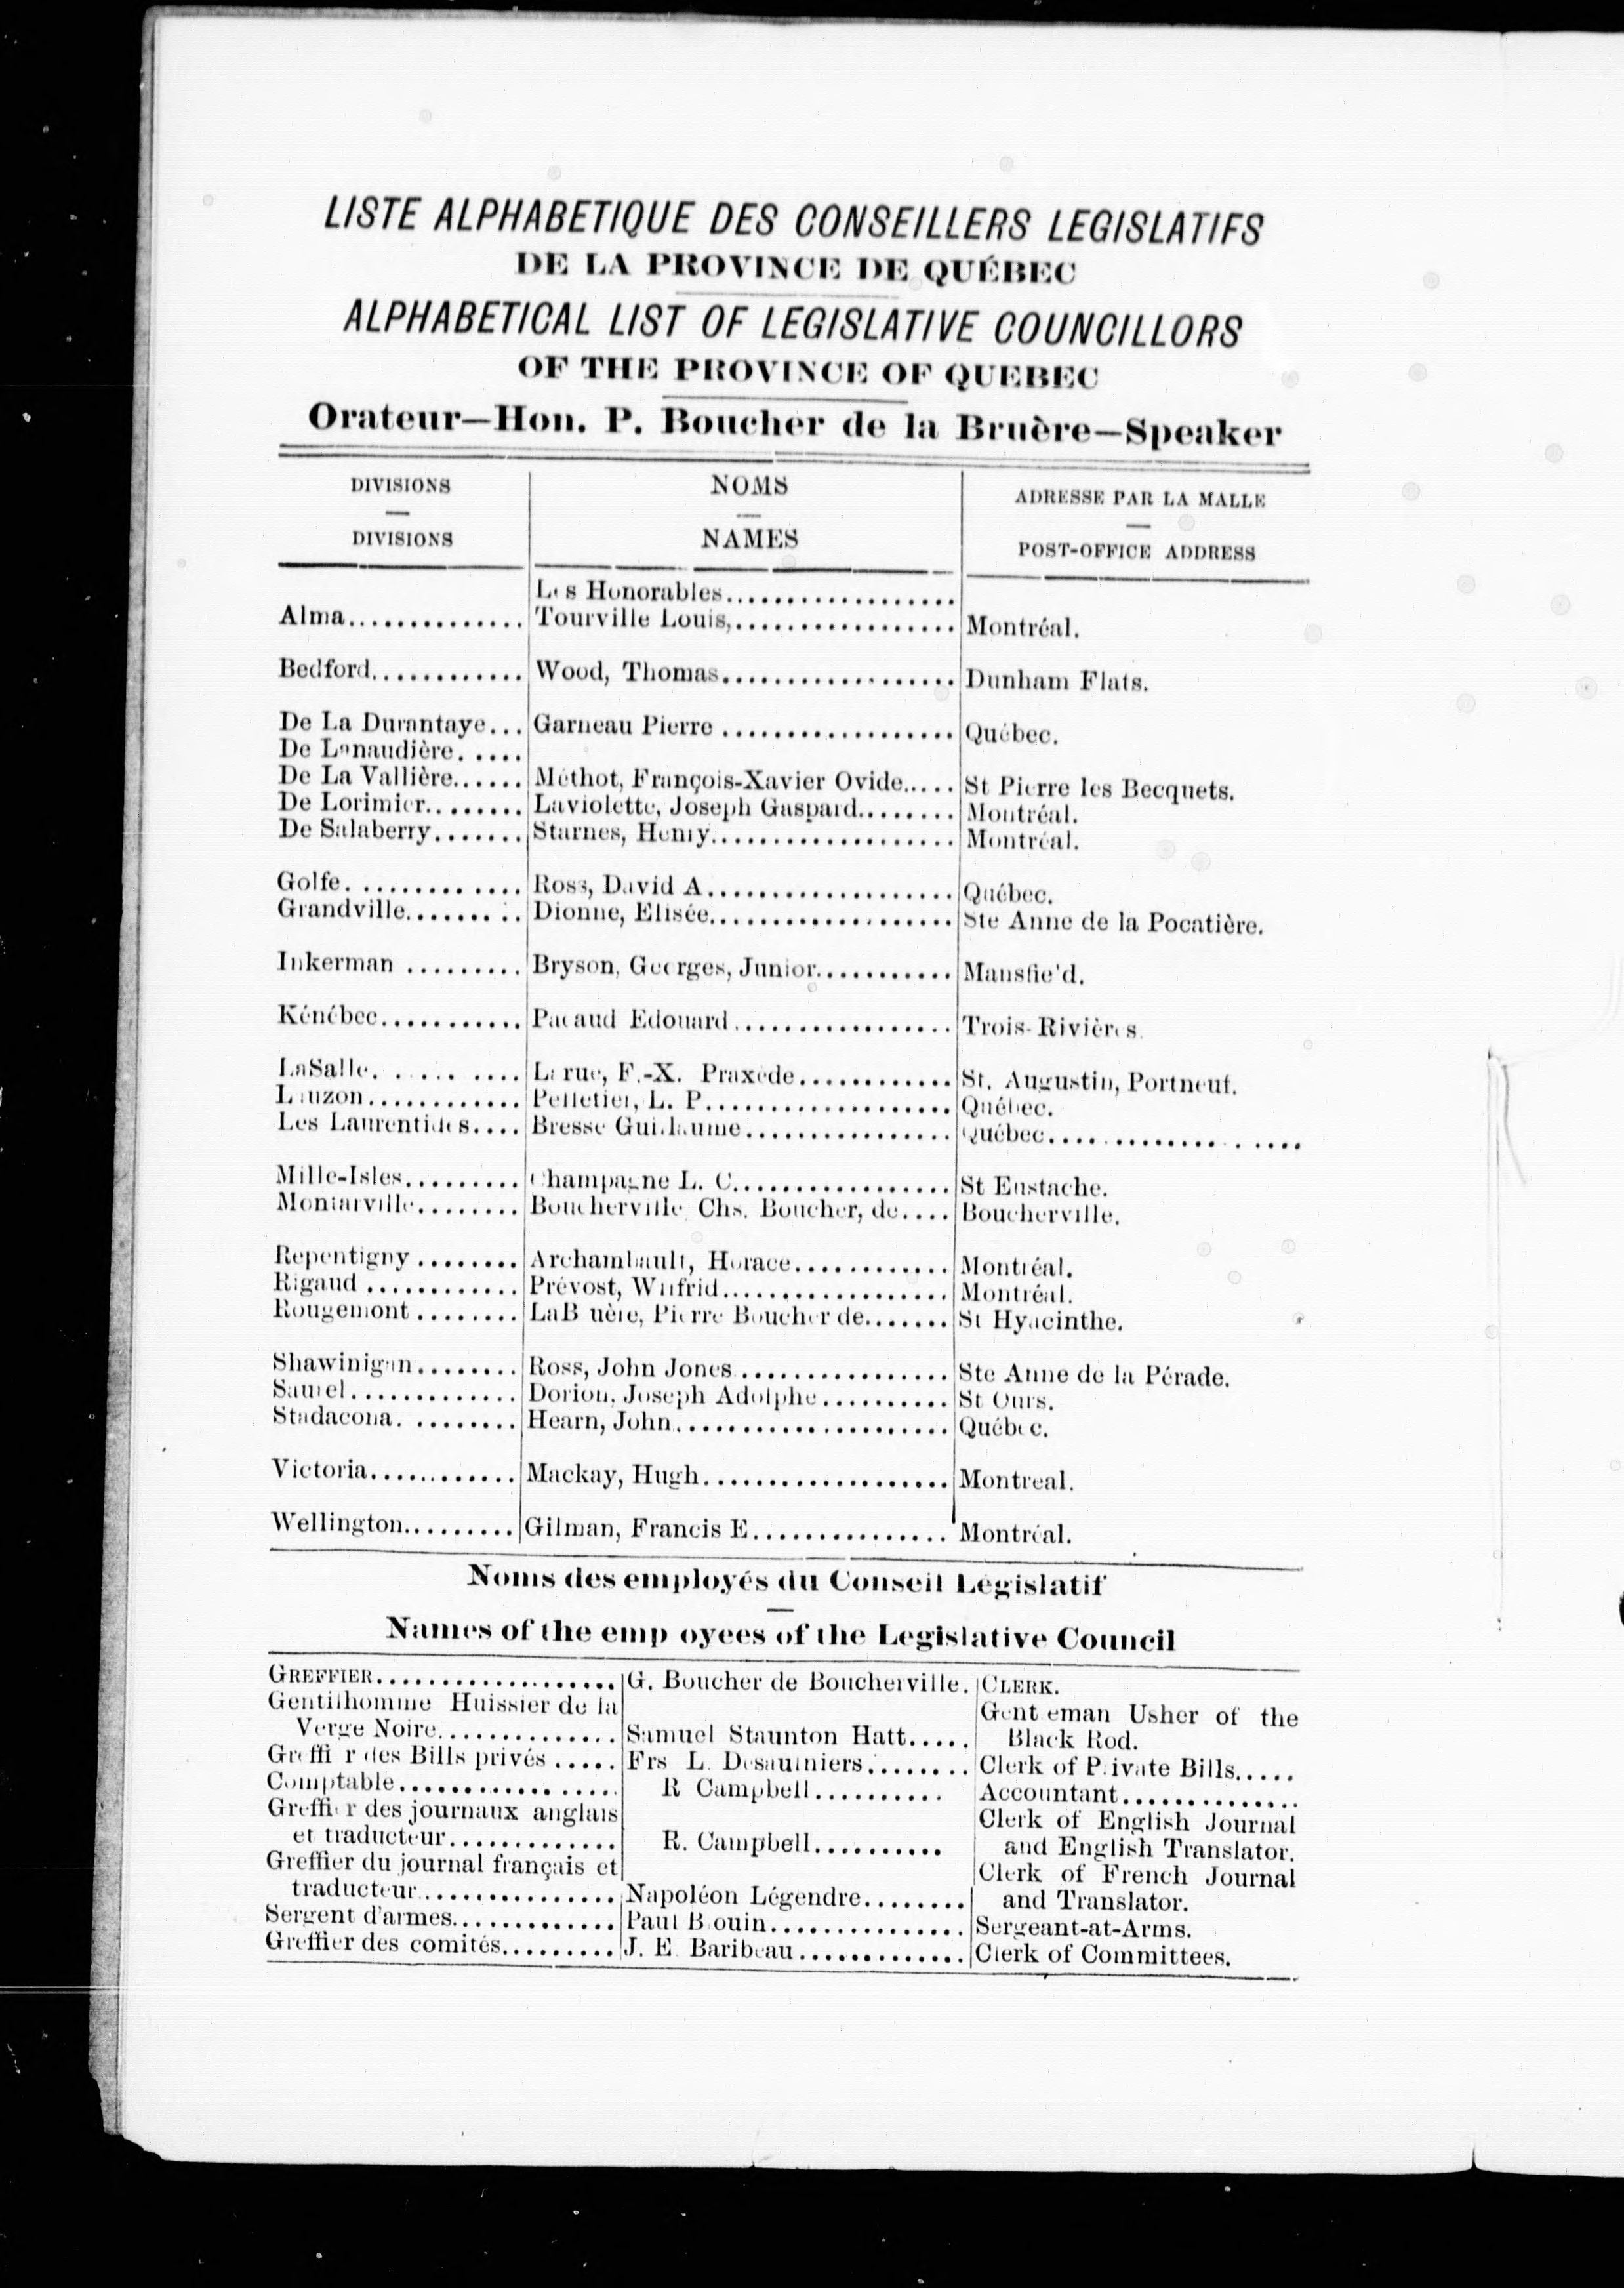 LISTE ALPHABETIQUE DES CONSEILLERS LEGISLATIFS
DE LA PROVINCE DE QUÉBEC
ALPHABETICAL LIST OF LEGISLATIVE COUNCILLORS
OF THE PROVINCE OF QUEBEC
Orateur—Hon. P. Boucher de la Bruère—Speaker
DIVISIONS — DIVISIONS | NOMS — NAMES | ADRESSE PAR LA MALLE — POST-OFFICE ADDRESS
Les Honorables..................
Alma.............. Tourville Louis,................. Montréal.
Bedford............ Wood, Thomas.................. Dunham Flats.
De La Durantaye... Garneau Pierre .................. Québec.
De Lanaudière. ....
De La Vallière...... Méthot, François-Xavier Ovide..... St Pierre les Becquets.
De Lorimier........ Laviolette, Joseph Gaspard........ Montréal.
De Salaberry....... Starnes, Henry................... Montréal.
Golfe. ............. Ross, David A................... Québec.
Grandville......... Dionne, Elisée................... Ste Anne de la Pocatière.
Inkerman ......... Bryson, Georges, Junior........... Mansfie'd.
Kénébec........... Pacaud Edouard................. Trois-Rivières.
LaSalle. .......... Larue, F.-X. Praxède............ St. Augustin, Portneuf.
Lauzon............ Pelletier, L. P................... Québec.
Les Laurentides.... Bresse Guillaume................ Québec...................
Mille-Isles......... Champagne L. C................. St Eustache.
Montarville........ Boucherville, Chs. Boucher, de.... Boucherville.
Repentigny ........ Archambault, Horace............ Montréal.
Rigaud ............ Prévost, Wilfrid.................. Montréal.
Rougemont ........ LaB uère, Pierre Boucher de....... St Hyacinthe.
Shawinigan........ Ross, John Jones................. Ste Anne de la Pérade.
Saurel............. Dorion, Joseph Adolphe.......... St Ours.
Stadacona. ........ Hearn, John..................... Québec.
Victoria........... Mackay, Hugh................... Montreal.
Wellington......... Gilman, Francis E............... Montréal.
Noms des employés du Conseil Législatif
—
Names of the emp oyees of the Legislative Council
GREFFIER................... G. Boucher de Boucherville. CLERK.
Gentilhomme Huissier de la Gent eman Usher of the
Verge Noire.............. Samuel Staunton Hatt..... Black Rod.
Greffi r des Bills privés ..... Frs L. Desaulniers........ Clerk of Private Bills.....
Comptable.................. R Campbell.......... Accountant..............
Greffier des journaux anglais Clerk of English Journal
et traducteur............. R. Campbell.......... and English Translator.
Greffier du journal français et Clerk of French Journal
traducteur............... Napoléon Légendre........ and Translator.
Sergent d'armes............. Paul B ouin............... Sergeant-at-Arms.
Greffier des comités......... J. E. Baribeau............. Clerk of Committees.